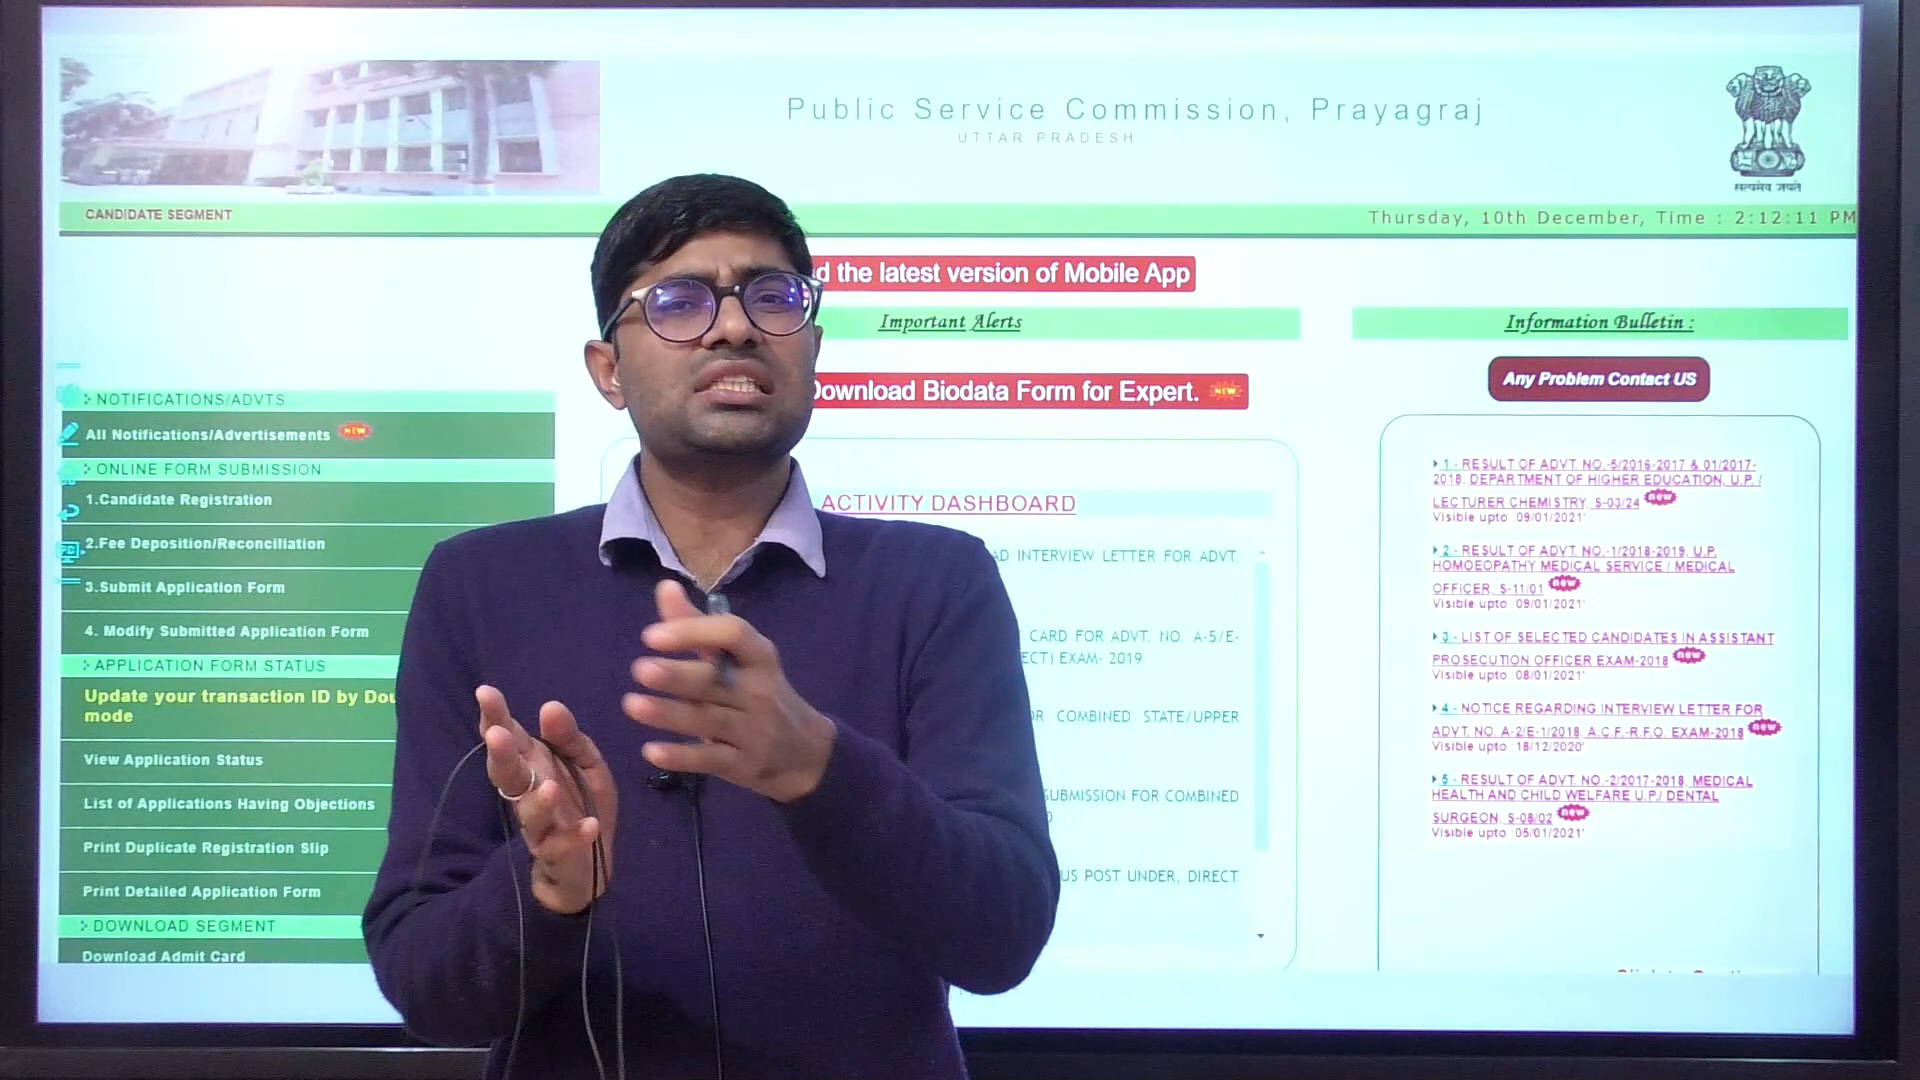 Public Service Commission, Prayagraj
UTTAR PRADESH
सत्यमेव जयते
CANDIDATE SEGMENT
Thursday, 10th December, Time : 2:12:11 PM
the latest version of Mobile App
Important Alerts
Download Biodata Form for Expert. NEW
ACTIVITY DASHBOARD
INTERVIEW LETTER FOR ADVT.
CARD FOR ADVT. NO. A-5/E-
ECT) EXAM- 2019
OR COMBINED STATE/UPPER
SUBMISSION FOR COMBINED
US POST UNDER, DIRECT
NOTIFICATIONS/ADVTS
All Notifications/Advertisements NEW
ONLINE FORM SUBMISSION
1.Candidate Registration
2.Fee Deposition/Reconciliation
3.Submit Application Form
4. Modify Submitted Application Form
APPLICATION FORM STATUS
Update your transaction ID by Dou
mode
View Application Status
List of Applications Having Objections
Print Duplicate Registration Slip
Print Detailed Application Form
DOWNLOAD SEGMENT
Download Admit Card
Information Bulletin :
Any Problem Contact US
1 - RESULT OF ADVT. NO.-5/2016-2017 & 01/2017-
2018, DEPARTMENT OF HIGHER EDUCATION, U.P. /
LECTURER CHEMISTRY, S-03/24 new
Visible upto :09/01/2021'
2 - RESULT OF ADVT. NO.-1/2018-2019, U.P.
HOMOEOPATHY MEDICAL SERVICE / MEDICAL
OFFICER, S-11/01 new
Visible upto :09/01/2021'
3 - LIST OF SELECTED CANDIDATES IN ASSISTANT
PROSECUTION OFFICER EXAM-2018 new
Visible upto :08/01/2021'
4 - NOTICE REGARDING INTERVIEW LETTER FOR
ADVT. NO. A-2/E-1/2018, A.C.F.-R.F.O. EXAM-2018 new
Visible upto :18/12/2020'
5 - RESULT OF ADVT. NO.-2/2017-2018, MEDICAL
HEALTH AND CHILD WELFARE U.P./ DENTAL
SURGEON, S-08/02 new
Visible upto :05/01/2021'